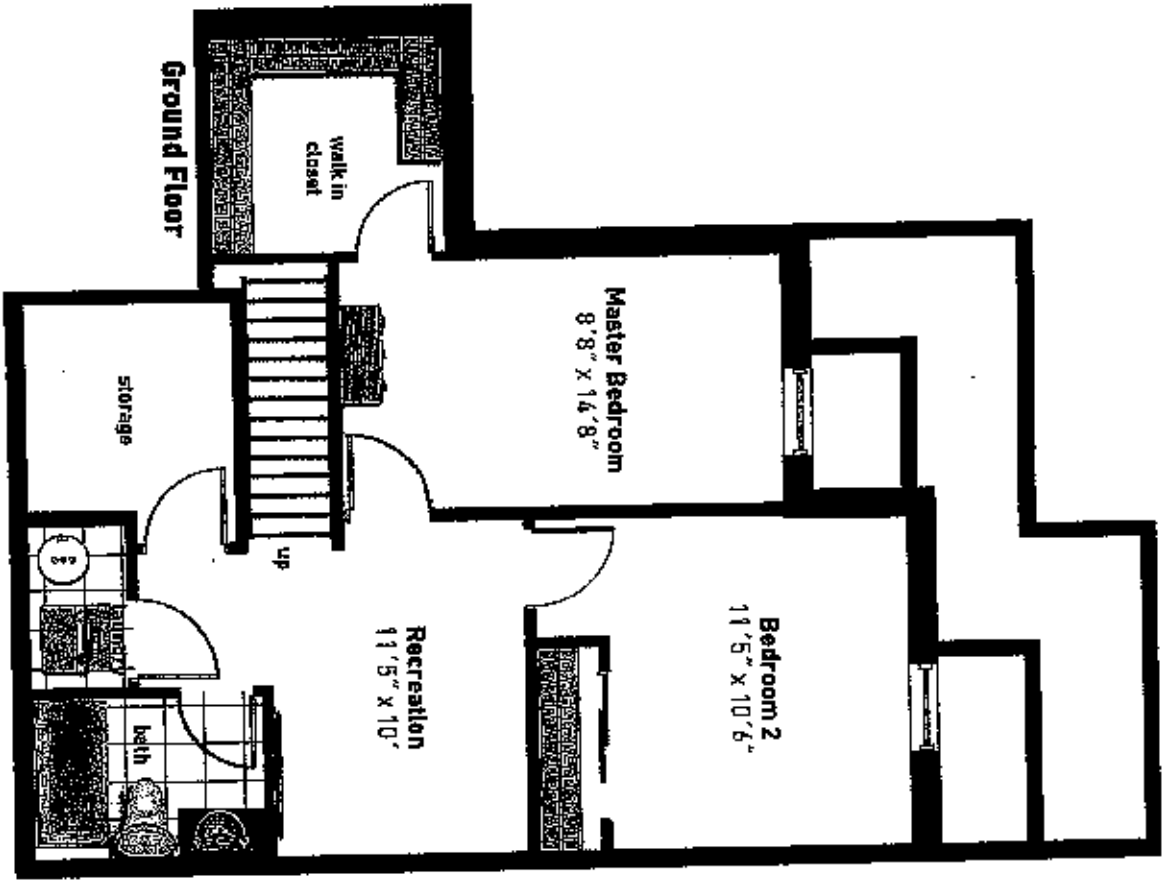 Bedroom 2
11'5" x 10'6"
Master Bedroom
8'8" x 14'8"
Recreation
11'5" x 10'
walk in
closet
up
Ground Floor
bath
storage